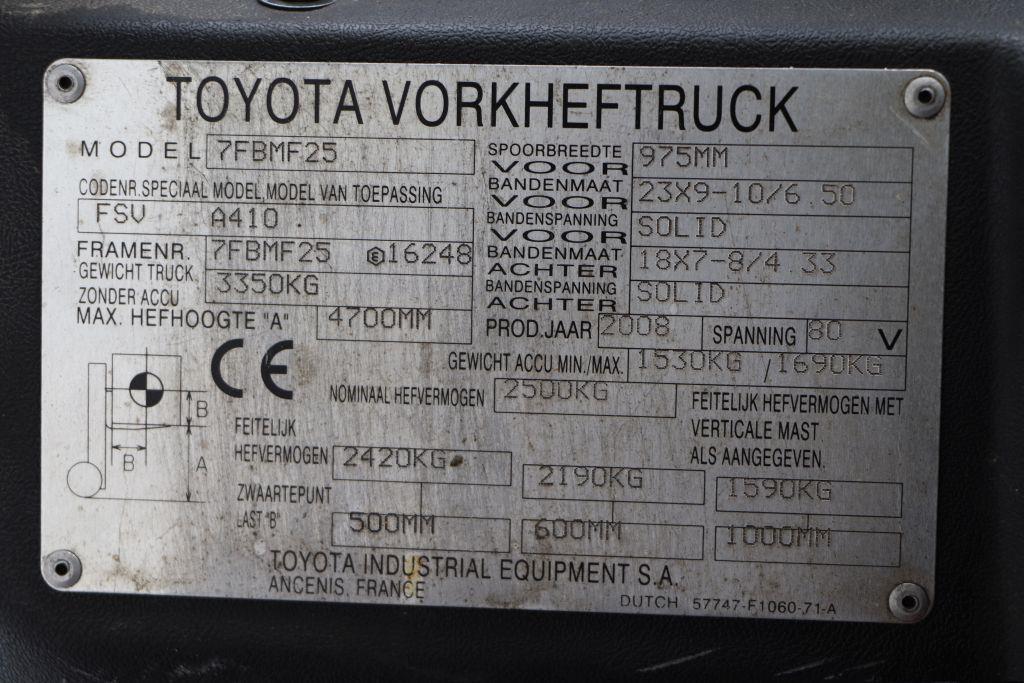 TOYOTA VORKHEFTRUCK
MODEL 7FBMF25
CODENR.SPECIAAL MODEL,MODEL VAN TOEPASSING
FSV A410
FRAMENR. 7FBMF25 E16248
GEWICHT TRUCK
ZONDER ACCU 3350KG
MAX. HEFHOOGTE "A" 4700MM
SPOORBREEDTE
VOOR 975MM
BANDENMAAT
VOOR 23X9-10/6.50
BANDENSPANNING
VOOR SOLID
BANDENMAAT
ACHTER 18X7-8/4.33
BANDENSPANNING
ACHTER SOLID
PROD.JAAR 2008 SPANNING 80 V
GEWICHT ACCU MIN./MAX. 1530KG /1690KG
CE
NOMINAAL HEFVERMOGEN 2500KG
FEITELIJK HEFVERMOGEN MET
VERTICALE MAST
ALS AANGEGEVEN.
B
B
A
FEITELIJK
HEFVERMOGEN 2420KG 2190KG 1590KG
ZWAARTEPUNT
LAST "B" 500MM 600MM 1000MM
TOYOTA INDUSTRIAL EQUIPMENT S.A.
ANCENIS, FRANCE
DUTCH 57747-F1060-71-A